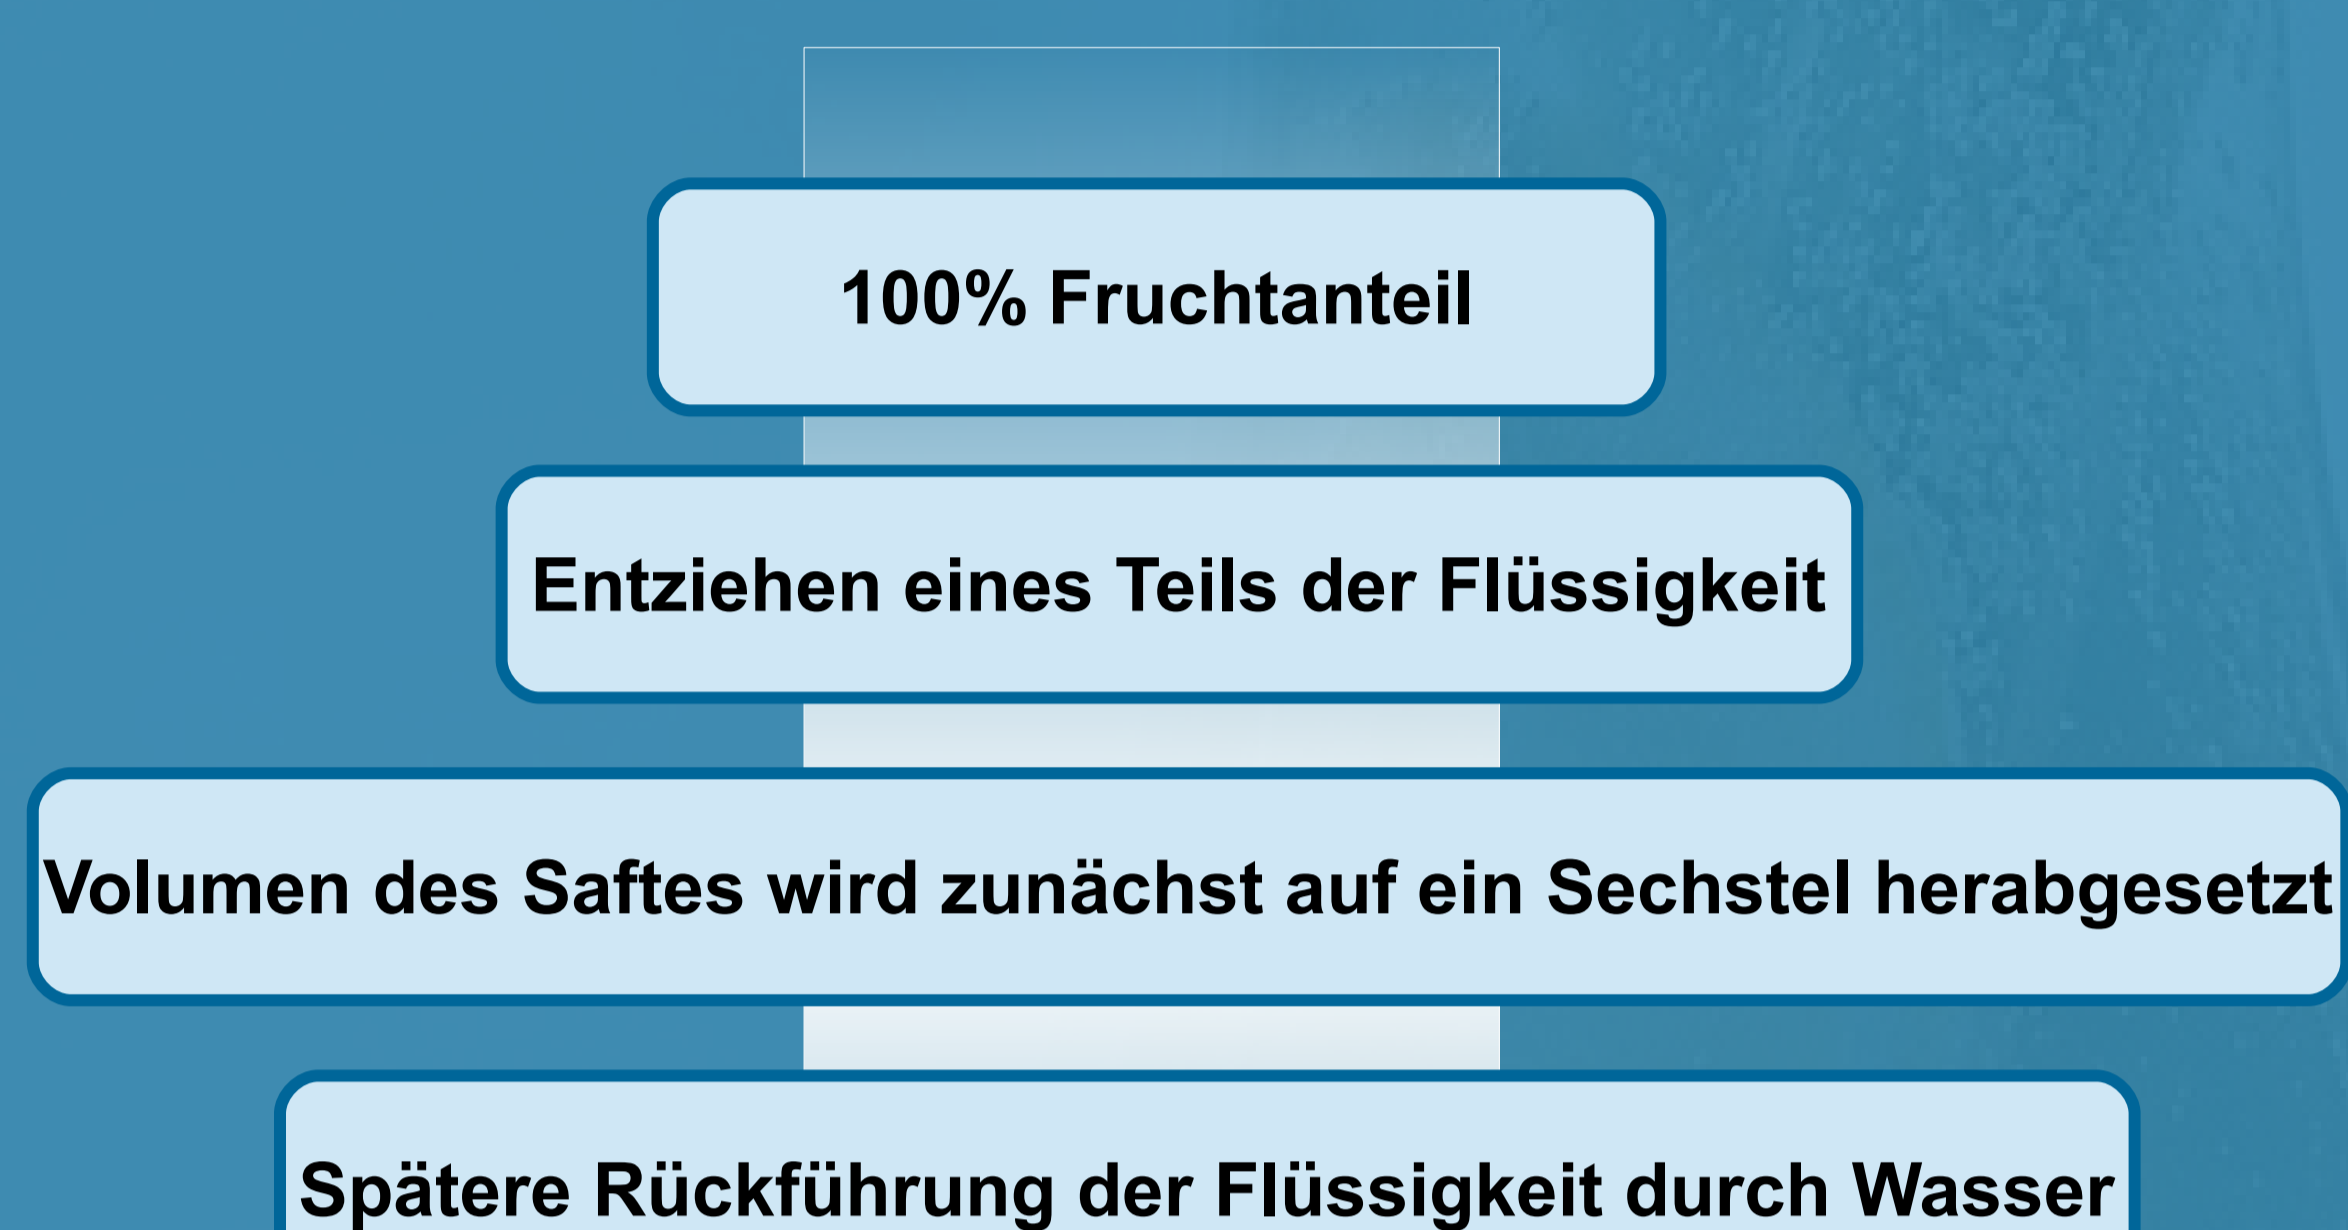 100% Fruchtanteil
Entziehen eines Teils der Flüssigkeit
Volumen des Saftes wird zunächst auf ein Sechstel herabgesetzt
Spätere Rückführung der Flüssigkeit durch Wasser